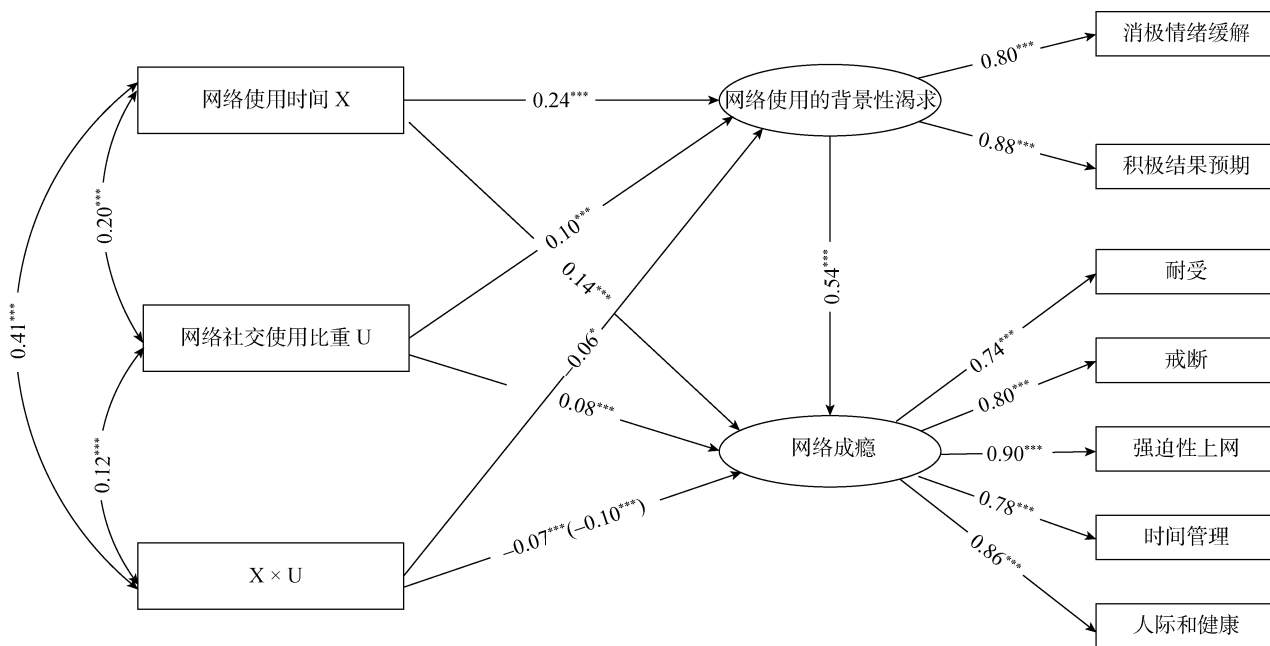 消极情绪缓解
0.80***
网络使用时间 X
0.24***
网络使用的背景性渴求
0.88***
积极结果预期
0.20***
0.10***
0.14***
0.54***
耐受
0.41***
网络社交使用比重 U
–0.06*
0.74***
戒断
0.80***
0.08***
网络成瘾
0.90***
强迫性上网
0.12***
–0.07***(–0.10***)
0.78***
时间管理
0.86***
X × U
人际和健康